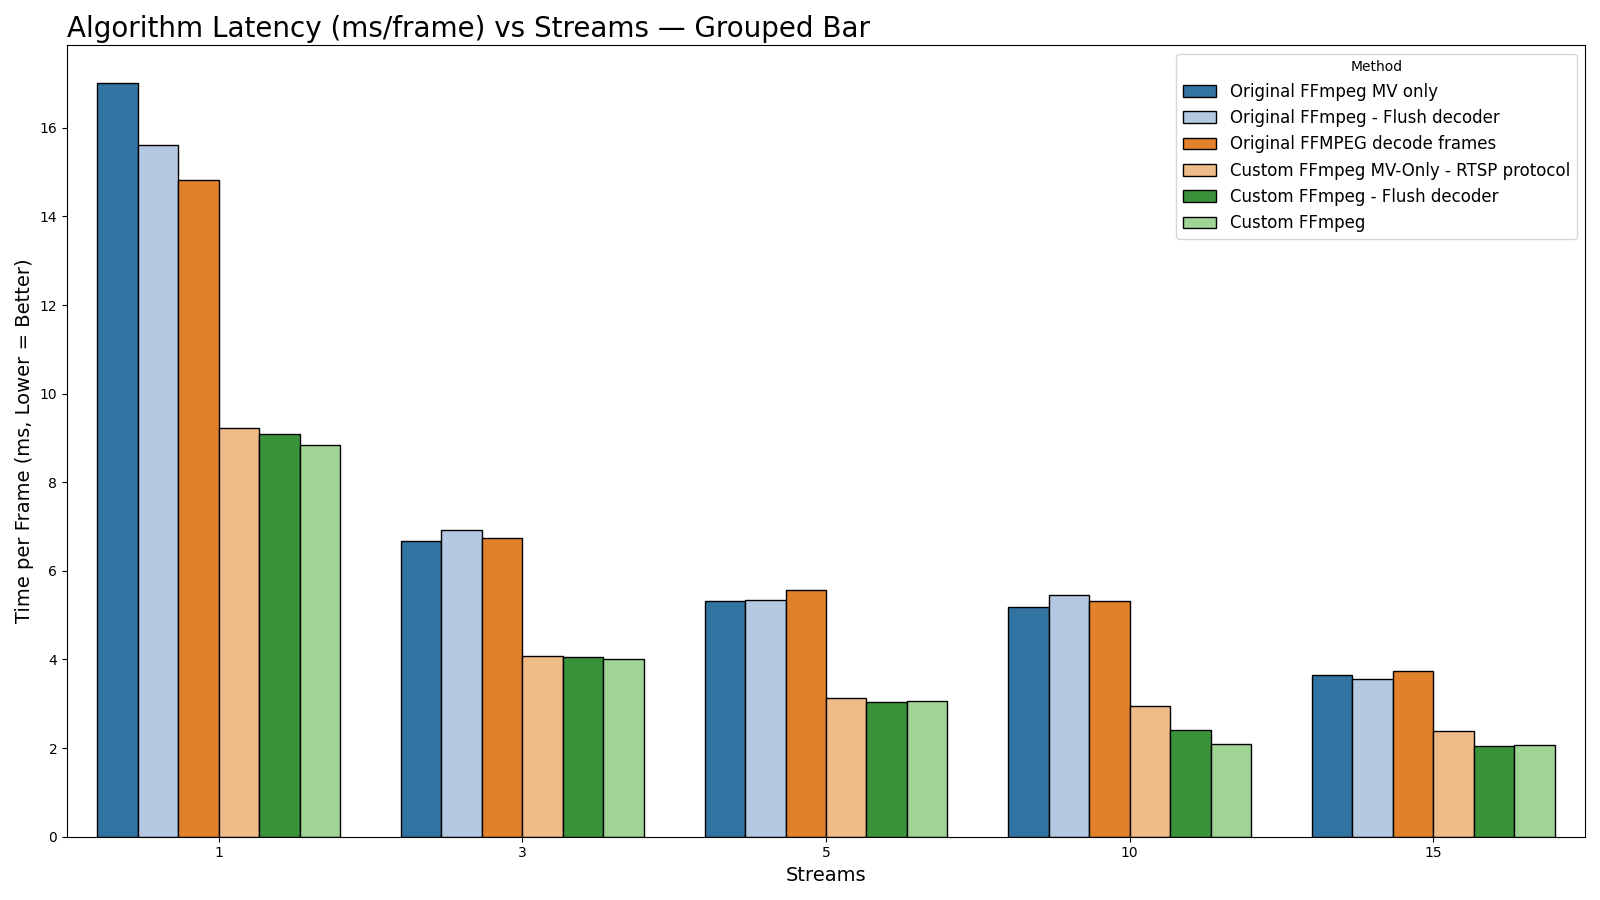 Algorithm Latency (ms/frame) vs Streams — Grouped Bar
Method
Original FFmpeg MV only
Original FFmpeg - Flush decoder
Original FFMPEG decode frames
Custom FFmpeg MV-Only - RTSP protocol
Custom FFmpeg - Flush decoder
Custom FFmpeg
Time per Frame (ms, Lower = Better)
16
14
12
10
8
6
4
2
0
1
3
5
10
15
Streams